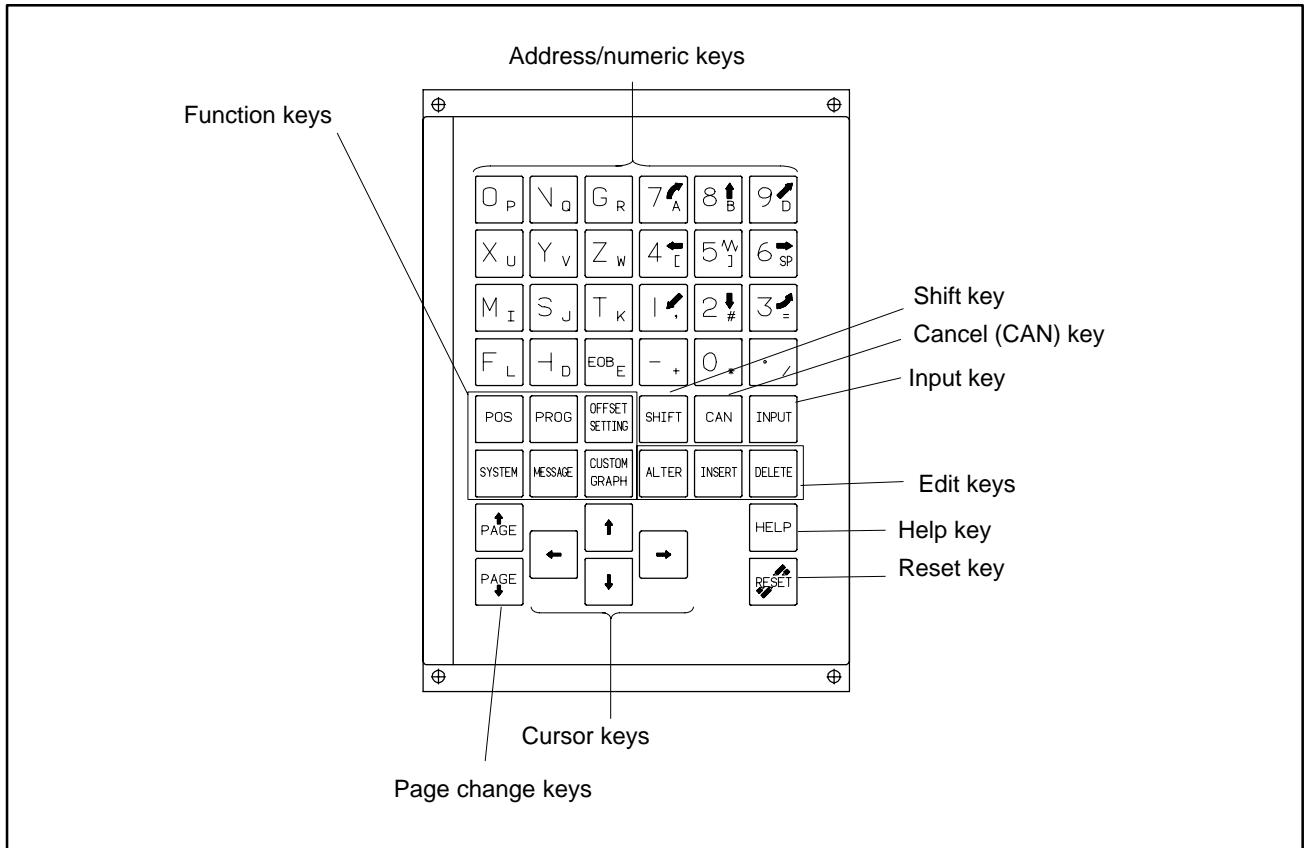 Address/numeric keys
Function keys
O P
N Q
G R
7 A
8 B
9 D
X U
Y V
Z W
4 [
5 ]
6 SP
M I
S J
T K
1 ,
2 #
3 =
F L
H D
EOB E
- +
0 *
. /
Shift key
Cancel (CAN) key
Input key
POS
PROG
OFFSET
SETTING
SHIFT
CAN
INPUT
SYSTEM
MESSAGE
CUSTOM
GRAPH
ALTER
INSERT
DELETE
Edit keys
PAGE
HELP
Help key
PAGE
RESET
Reset key
Cursor keys
Page change keys